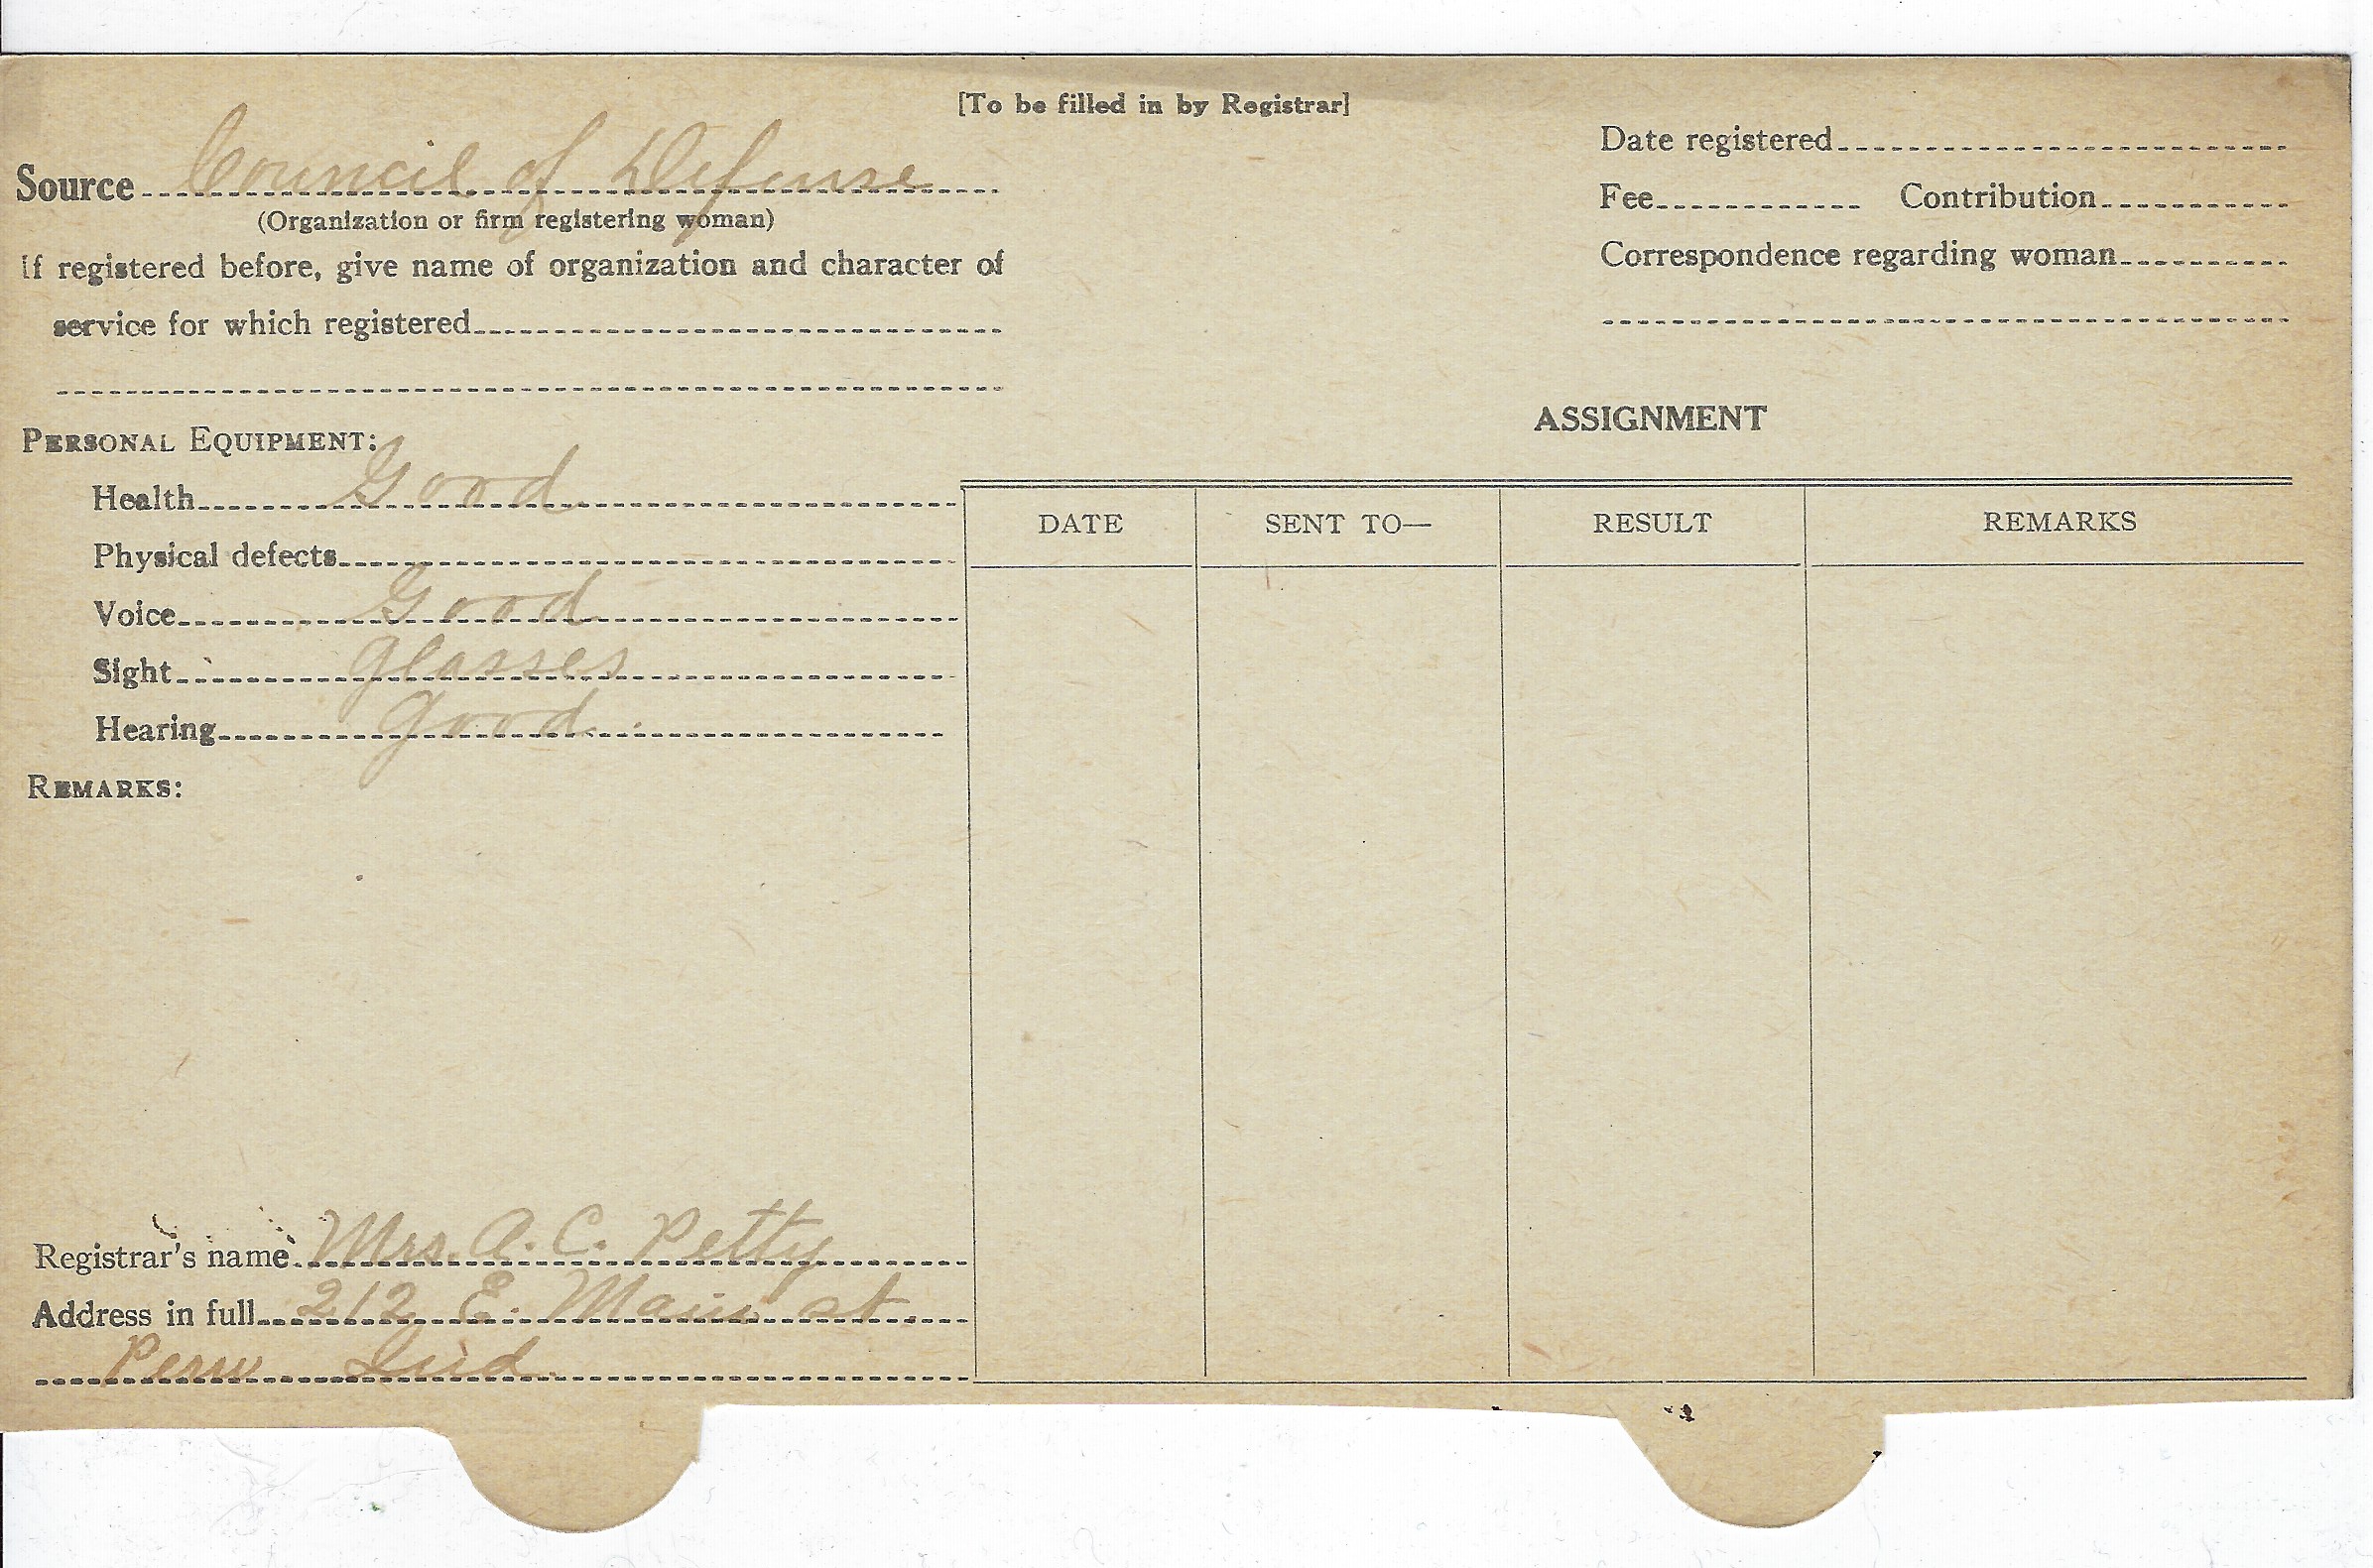 [To be filled in by Registrar]
Source Council of Defense
(Organization or firm registering woman)
If registered before, give name of organization and character of
service for which registered
Date registered
Fee Contribution
Correspondence regarding woman
PERSONAL EQUIPMENT:
Health Good
Physical defects
Voice Good
Sight glasses
Hearing good
REMARKS:
Registrar's name Mrs. A. C. Petty
Address in full 212 E. Main st.
Peru Ind
ASSIGNMENT
DATE SENT TO— RESULT REMARKS